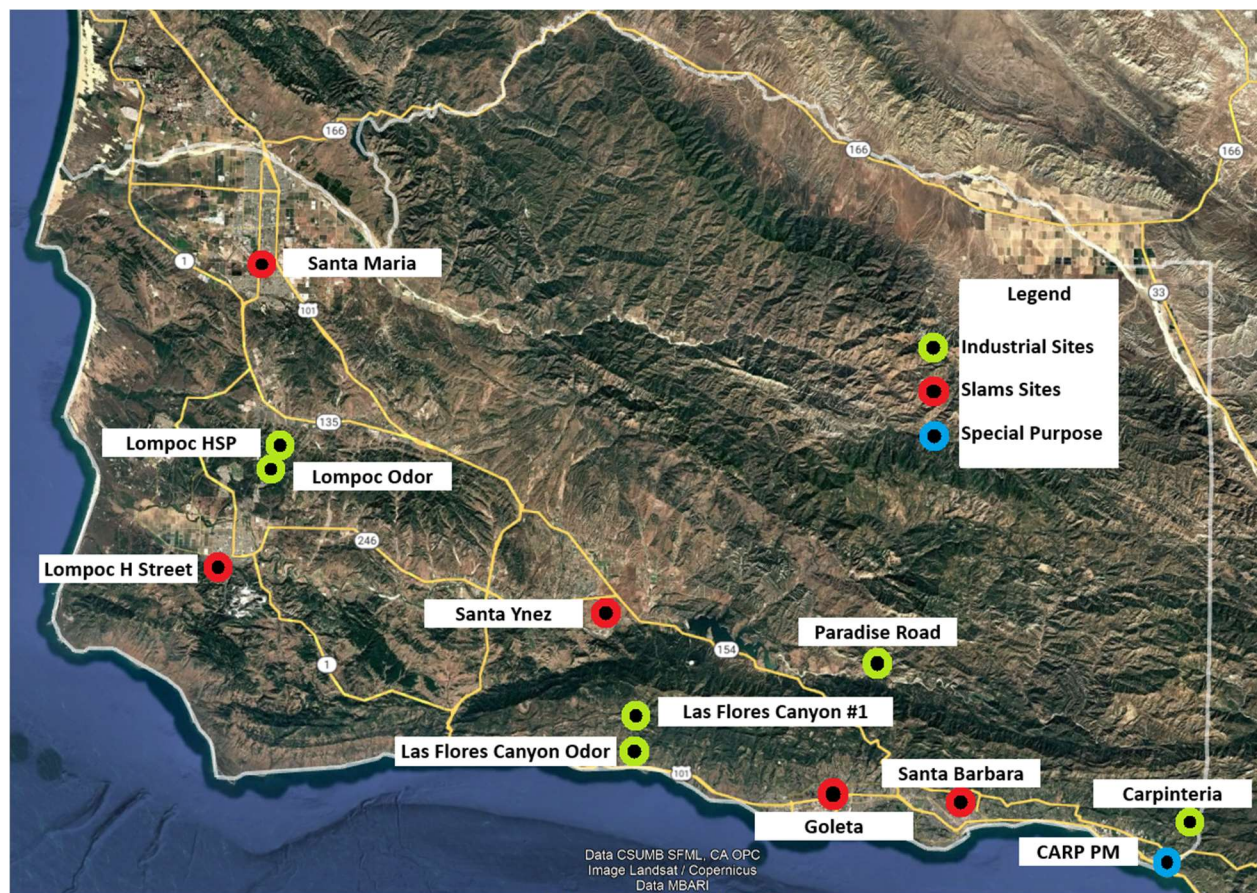 166
166
166
Santa Maria
1
101
Legend
33
Industrial Sites
Slams Sites
Special Purpose
135
Lompoc HSP
Lompoc Odor
246
Lompoc H Street
Santa Ynez
Paradise Road
154
1
Las Flores Canyon #1
Las Flores Canyon Odor
101
Santa Barbara
Carpinteria
Goleta
CARP PM
Data CSUMB SFML, CA OPC
Image Landsat / Copernicus
Data MBARI